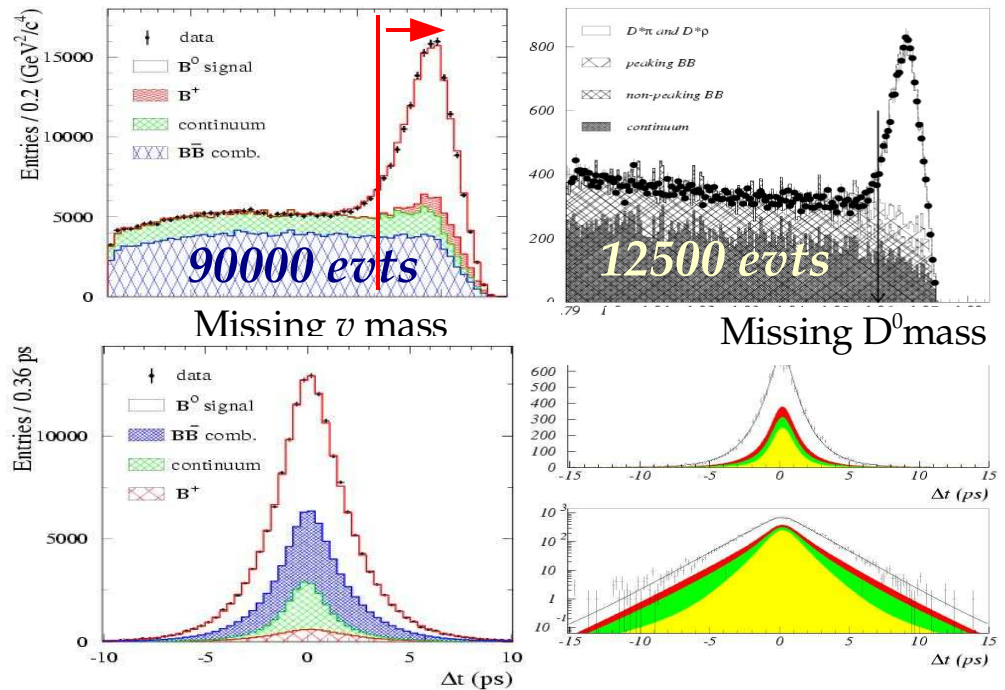 Entries / 0.2 (GeV²/c⁴)
15000
10000
5000
0
data
B⁰ signal
B⁺
continuum
BB̄ comb.
90000 evts
Missing ν mass
800
600
400
200
0
D*π and D*ρ
peaking BB
non-peaking BB
continuum
12500 evts
.79
Missing D⁰mass
Entries / 0.36 ps
10000
5000
0
data
B⁰ signal
BB̄ comb.
continuum
B⁺
-10 -5 0 5 10
Δt (ps)
600
500
400
300
200
100
0
-15 -10 -5 0 5 10 15
Δt (ps)
10³
10²
10
1
10⁻¹
-15 -10 -5 0 5 10 15
Δt (ps)